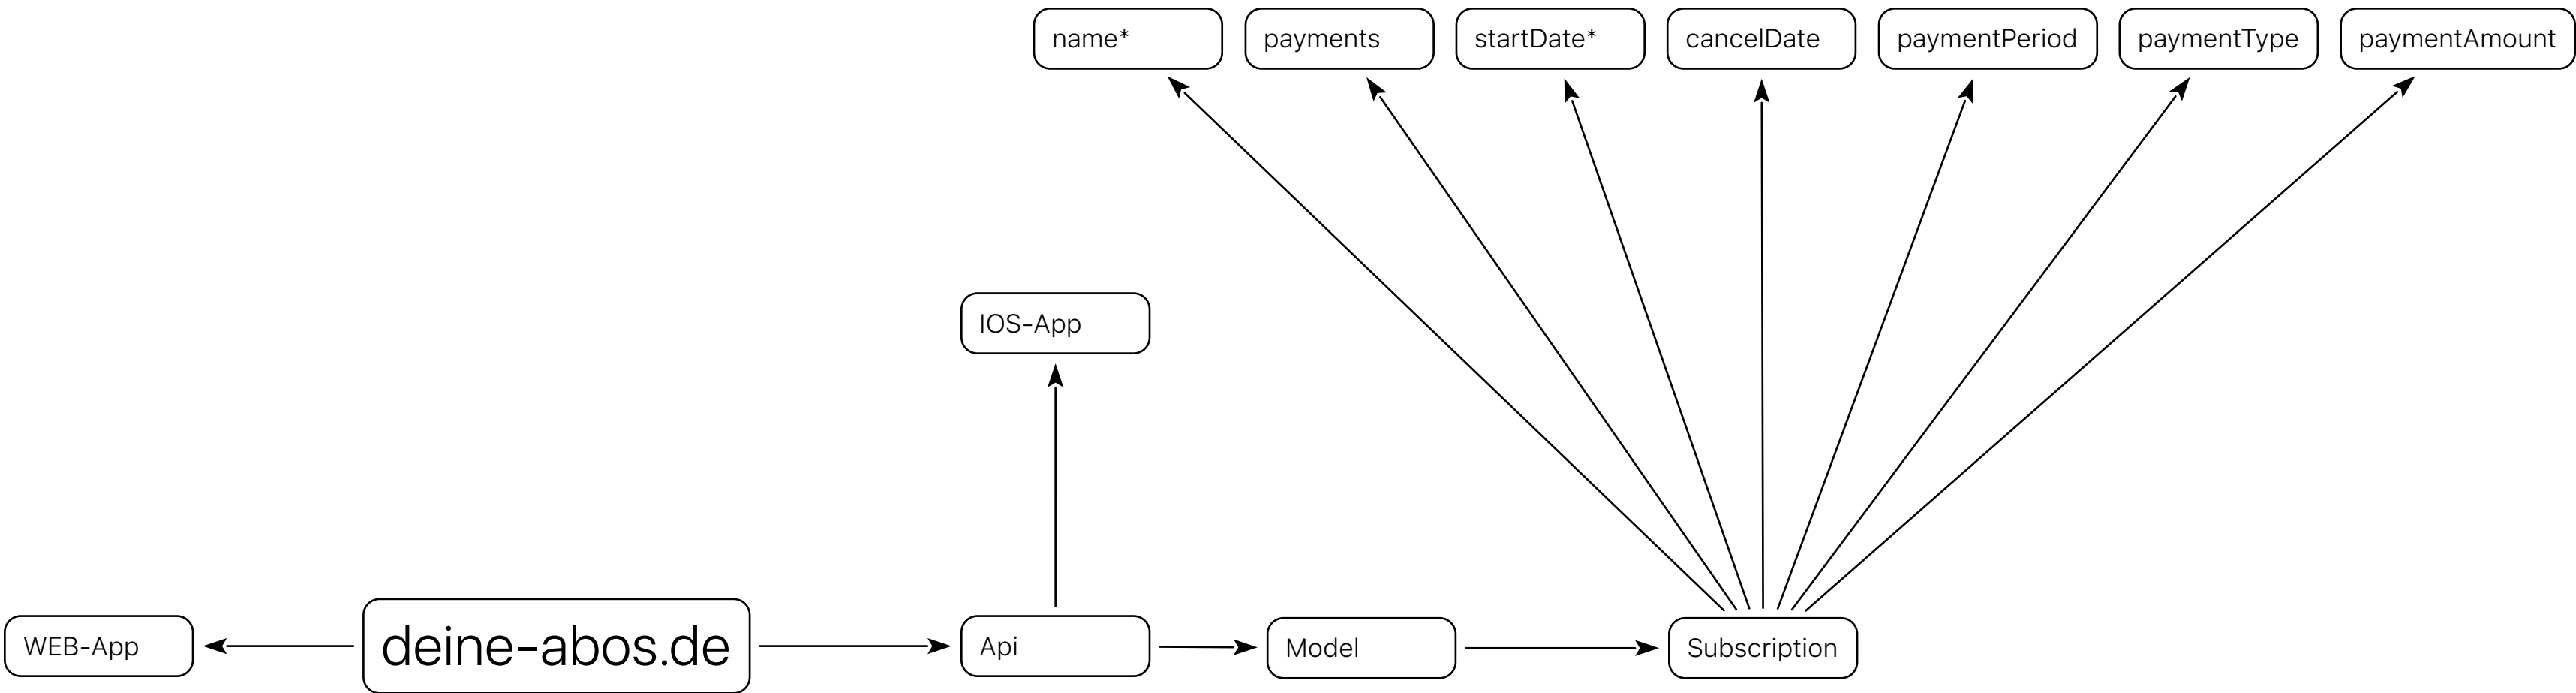 name*
payments
startDate*
cancelDate
paymentPeriod
paymentType
paymentAmount
IOS-App
WEB-App
deine-abos.de
Api
Model
Subscription